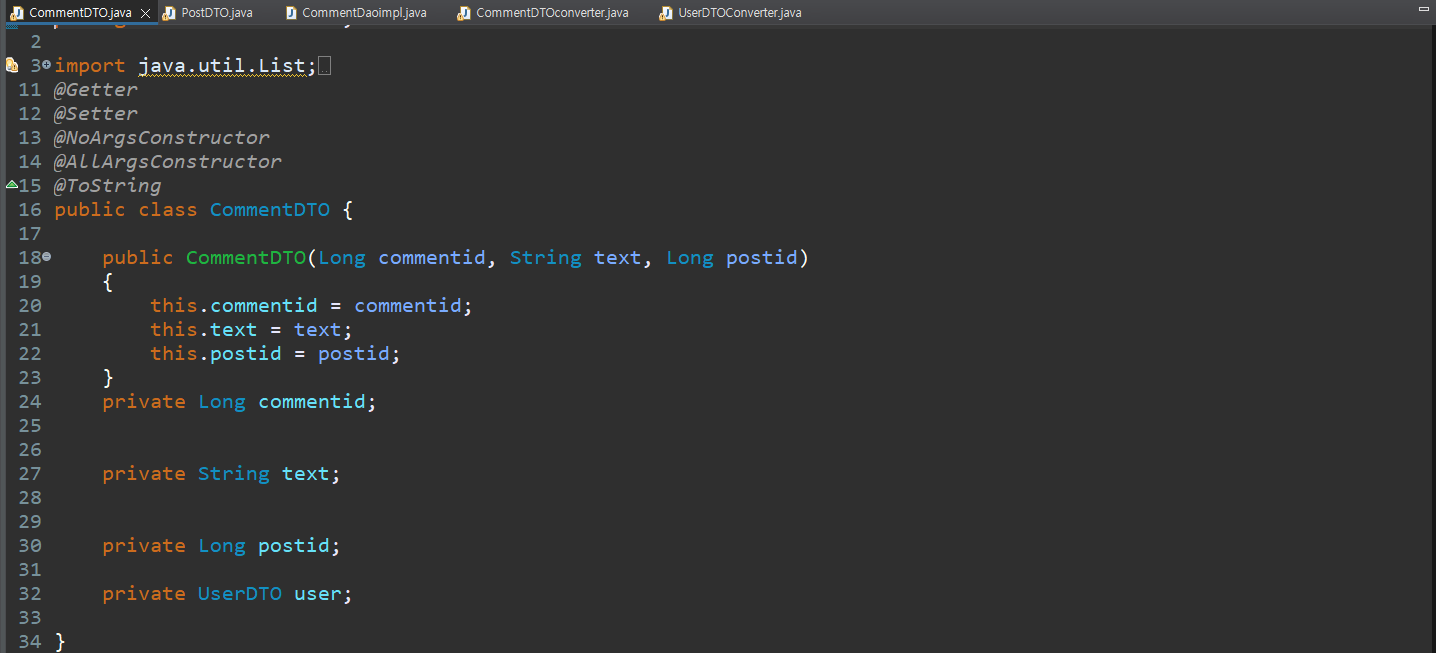 CommentDTO.java PostDTO.java CommentDaoimpl.java CommentDTOconverter.java UserDTOConverter.java
2
3 import java.util.List;
11 @Getter
12 @Setter
13 @NoArgsConstructor
14 @AllArgsConstructor
15 @ToString
16 public class CommentDTO {
17
18 public CommentDTO(Long commentid, String text, Long postid)
19 {
20 this.commentid = commentid;
21 this.text = text;
22 this.postid = postid;
23 }
24 private Long commentid;
25
26
27 private String text;
28
29
30 private Long postid;
31
32 private UserDTO user;
33
34 }